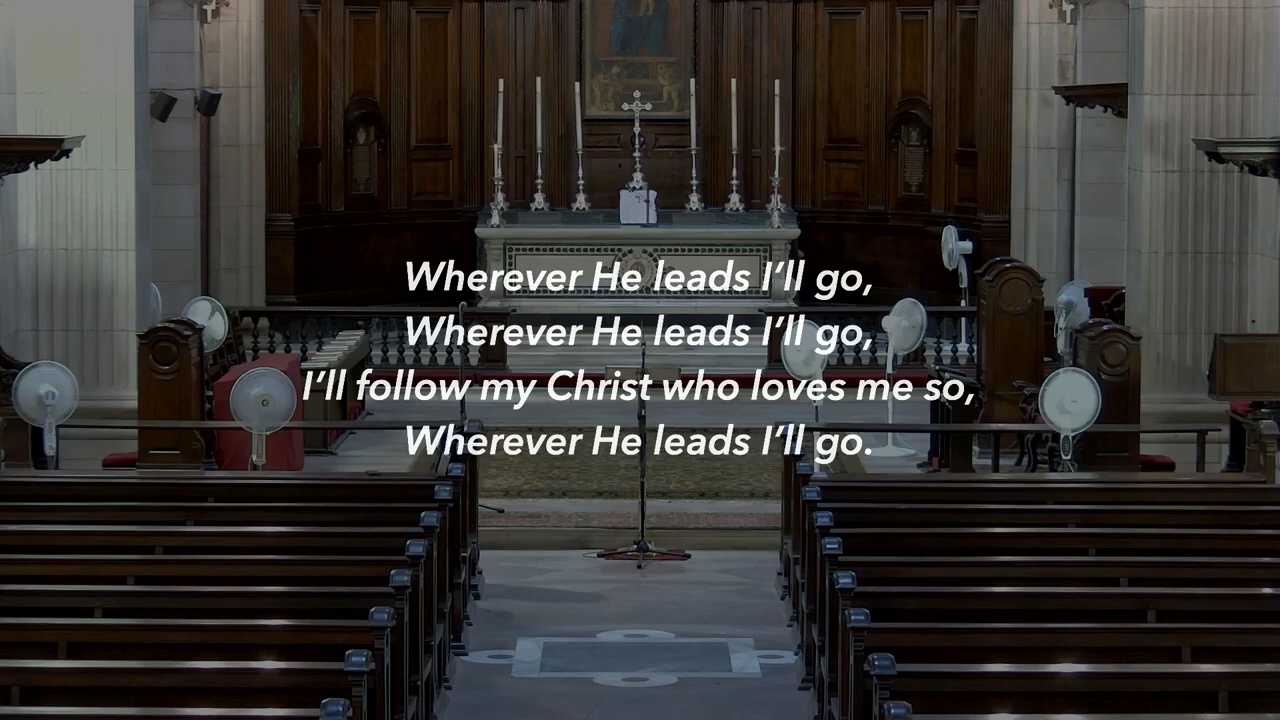 Wherever He leads I’ll go,
Wherever He leads I’ll go,
I’ll follow my Christ who loves me so,
Wherever He leads I’ll go.